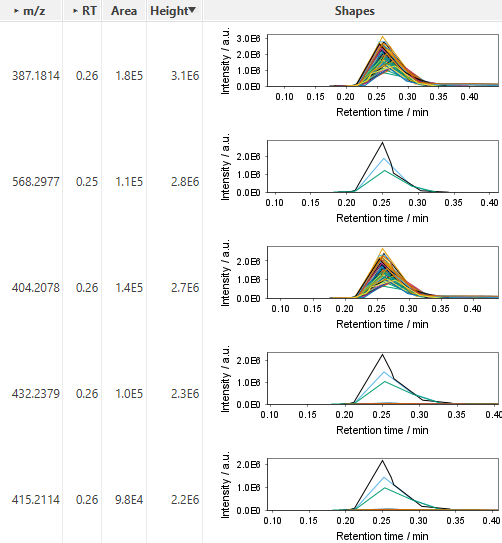 ▸ m/z ▸ RT Area Height▼ Shapes
387.1814 0.26 1.8E5 3.1E6
Intensity / a.u.
3.0E6
2.0E6
1.0E6
0.0E0
0.10 0.15 0.20 0.25 0.30 0.35 0.40
Retention time / min
568.2977 0.25 1.1E5 2.8E6
Intensity / a.u.
2.0E6
0.0E0
0.10 0.15 0.20 0.25 0.30 0.35 0.40
Retention time / min
404.2078 0.26 1.4E5 2.7E6
Intensity / a.u.
2.0E6
1.0E6
0.0E0
0.10 0.15 0.20 0.25 0.30 0.35 0.40
Retention time / min
432.2379 0.26 1.0E5 2.3E6
Intensity / a.u.
2.0E6
1.0E6
0.0E0
0.10 0.15 0.20 0.25 0.30 0.35 0.40
Retention time / min
415.2114 0.26 9.8E4 2.2E6
Intensity / a.u.
2.0E6
1.0E6
0.0E0
0.10 0.15 0.20 0.25 0.30 0.35 0.40
Retention time / min